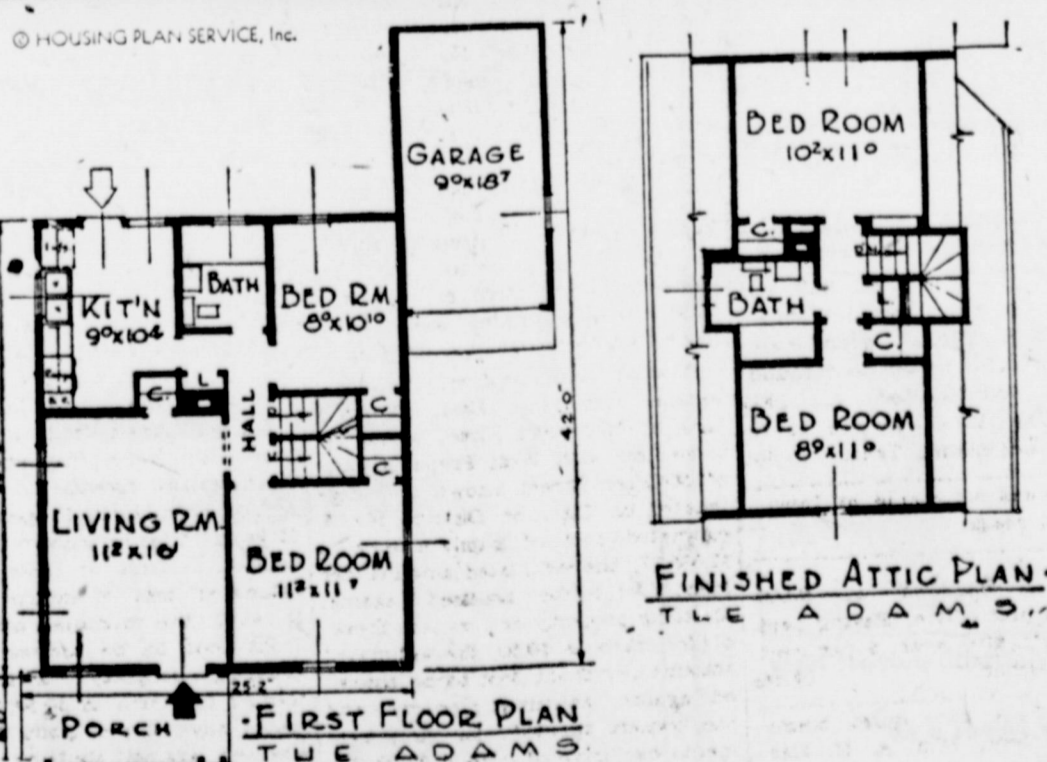 © HOUSING PLAN SERVICE, Inc.
GARAGE
9⁰x18⁷
KIT'N
9⁰x10⁴
BATH
BED RM.
8⁰x10¹⁰
C.
L
HALL
C
C
42'-0"
LIVING RM.
BED ROOM
11²x11⁷
25'-2"
PORCH
FIRST FLOOR PLAN
THE ADAMS
BED ROOM
10²x11⁰
C.
BATH
C
BED ROOM
8⁹x11⁰
FINISHED ATTIC PLAN
THE ADAMS